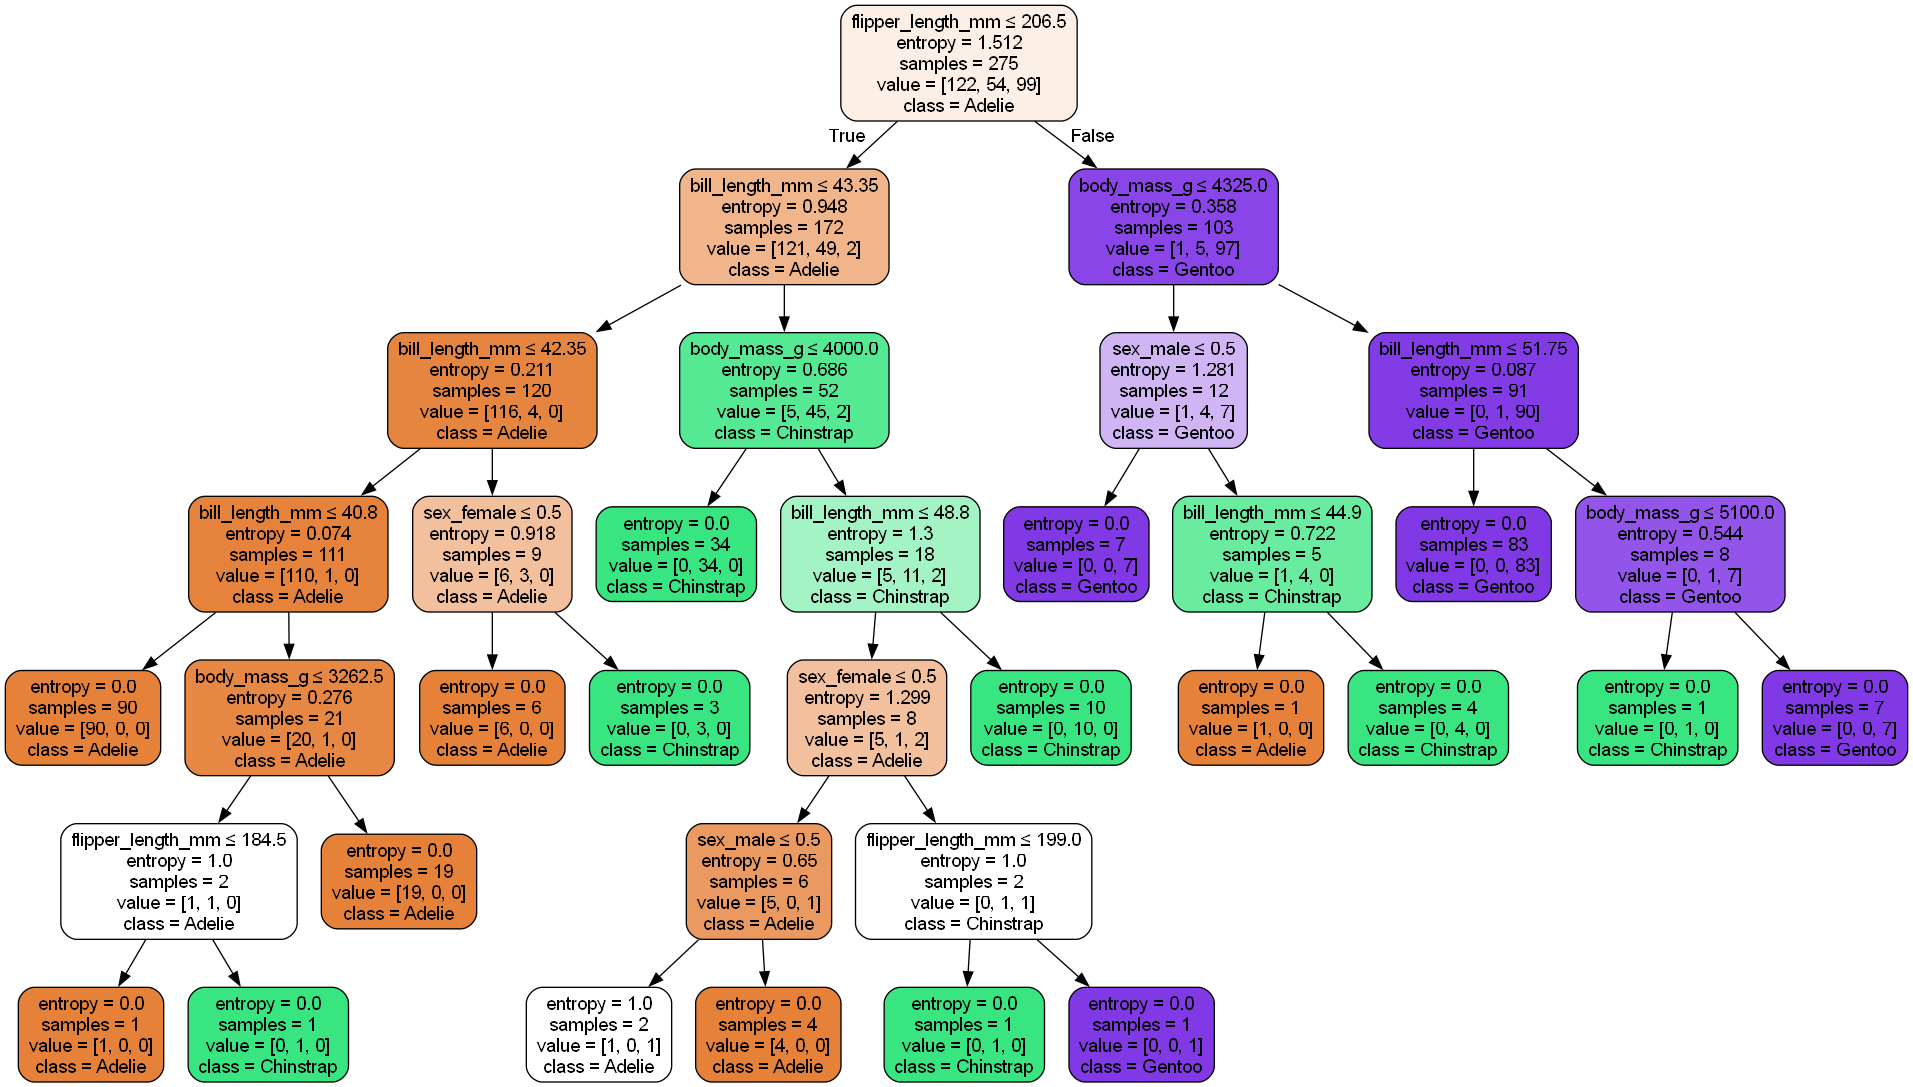 flipper_length_mm ≤ 206.5
entropy = 1.512
samples = 275
value = [122, 54, 99]
class = Adelie
True
False
bill_length_mm ≤ 43.35
entropy = 0.948
samples = 172
value = [121, 49, 2]
class = Adelie
body_mass_g ≤ 4325.0
entropy = 0.358
samples = 103
value = [1, 5, 97]
class = Gentoo
bill_length_mm ≤ 42.35
entropy = 0.211
samples = 120
value = [116, 4, 0]
class = Adelie
body_mass_g ≤ 4000.0
entropy = 0.686
samples = 52
value = [5, 45, 2]
class = Chinstrap
sex_male ≤ 0.5
entropy = 1.281
samples = 12
value = [1, 4, 7]
class = Gentoo
bill_length_mm ≤ 51.75
entropy = 0.087
samples = 91
value = [0, 1, 90]
class = Gentoo
bill_length_mm ≤ 40.8
entropy = 0.074
samples = 111
value = [110, 1, 0]
class = Adelie
sex_female ≤ 0.5
entropy = 0.918
samples = 9
value = [6, 3, 0]
class = Adelie
entropy = 0.0
samples = 34
value = [0, 34, 0]
class = Chinstrap
bill_length_mm ≤ 48.8
entropy = 1.3
samples = 18
value = [5, 11, 2]
class = Chinstrap
entropy = 0.0
samples = 7
value = [0, 0, 7]
class = Gentoo
bill_length_mm ≤ 44.9
entropy = 0.722
samples = 5
value = [1, 4, 0]
class = Chinstrap
entropy = 0.0
samples = 83
value = [0, 0, 83]
class = Gentoo
body_mass_g ≤ 5100.0
entropy = 0.544
samples = 8
value = [0, 1, 7]
class = Gentoo
entropy = 0.0
samples = 90
value = [90, 0, 0]
class = Adelie
body_mass_g ≤ 3262.5
entropy = 0.276
samples = 21
value = [20, 1, 0]
class = Adelie
entropy = 0.0
samples = 6
value = [6, 0, 0]
class = Adelie
entropy = 0.0
samples = 3
value = [0, 3, 0]
class = Chinstrap
sex_female ≤ 0.5
entropy = 1.299
samples = 8
value = [5, 1, 2]
class = Adelie
entropy = 0.0
samples = 10
value = [0, 10, 0]
class = Chinstrap
entropy = 0.0
samples = 1
value = [1, 0, 0]
class = Adelie
entropy = 0.0
samples = 4
value = [0, 4, 0]
class = Chinstrap
entropy = 0.0
samples = 1
value = [0, 1, 0]
class = Chinstrap
entropy = 0.0
samples = 7
value = [0, 0, 7]
class = Gentoo
flipper_length_mm ≤ 184.5
entropy = 1.0
samples = 2
value = [1, 1, 0]
class = Adelie
entropy = 0.0
samples = 19
value = [19, 0, 0]
class = Adelie
sex_male ≤ 0.5
entropy = 0.65
samples = 6
value = [5, 0, 1]
class = Adelie
flipper_length_mm ≤ 199.0
entropy = 1.0
samples = 2
value = [0, 1, 1]
class = Chinstrap
entropy = 0.0
samples = 1
value = [1, 0, 0]
class = Adelie
entropy = 0.0
samples = 1
value = [0, 1, 0]
class = Chinstrap
entropy = 1.0
samples = 2
value = [1, 0, 1]
class = Adelie
entropy = 0.0
samples = 4
value = [4, 0, 0]
class = Adelie
entropy = 0.0
samples = 1
value = [0, 1, 0]
class = Chinstrap
entropy = 0.0
samples = 1
value = [0, 0, 1]
class = Gentoo